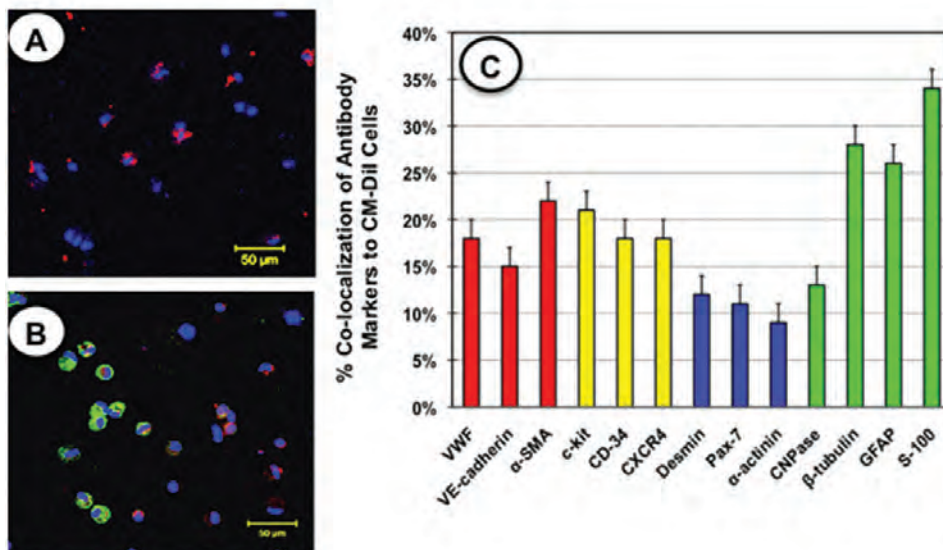 A
50 µm
B
50 µm
C
% Co-localization of Antibody
Markers to CM-DiI Cells
40%
35%
30%
25%
20%
15%
10%
5%
0%
VWF
VE-cadherin
α-SMA
c-kit
CD-34
CXCR4
Desmin
Pax-7
α-actinin
CNPase
β-tubulin
GFAP
S-100